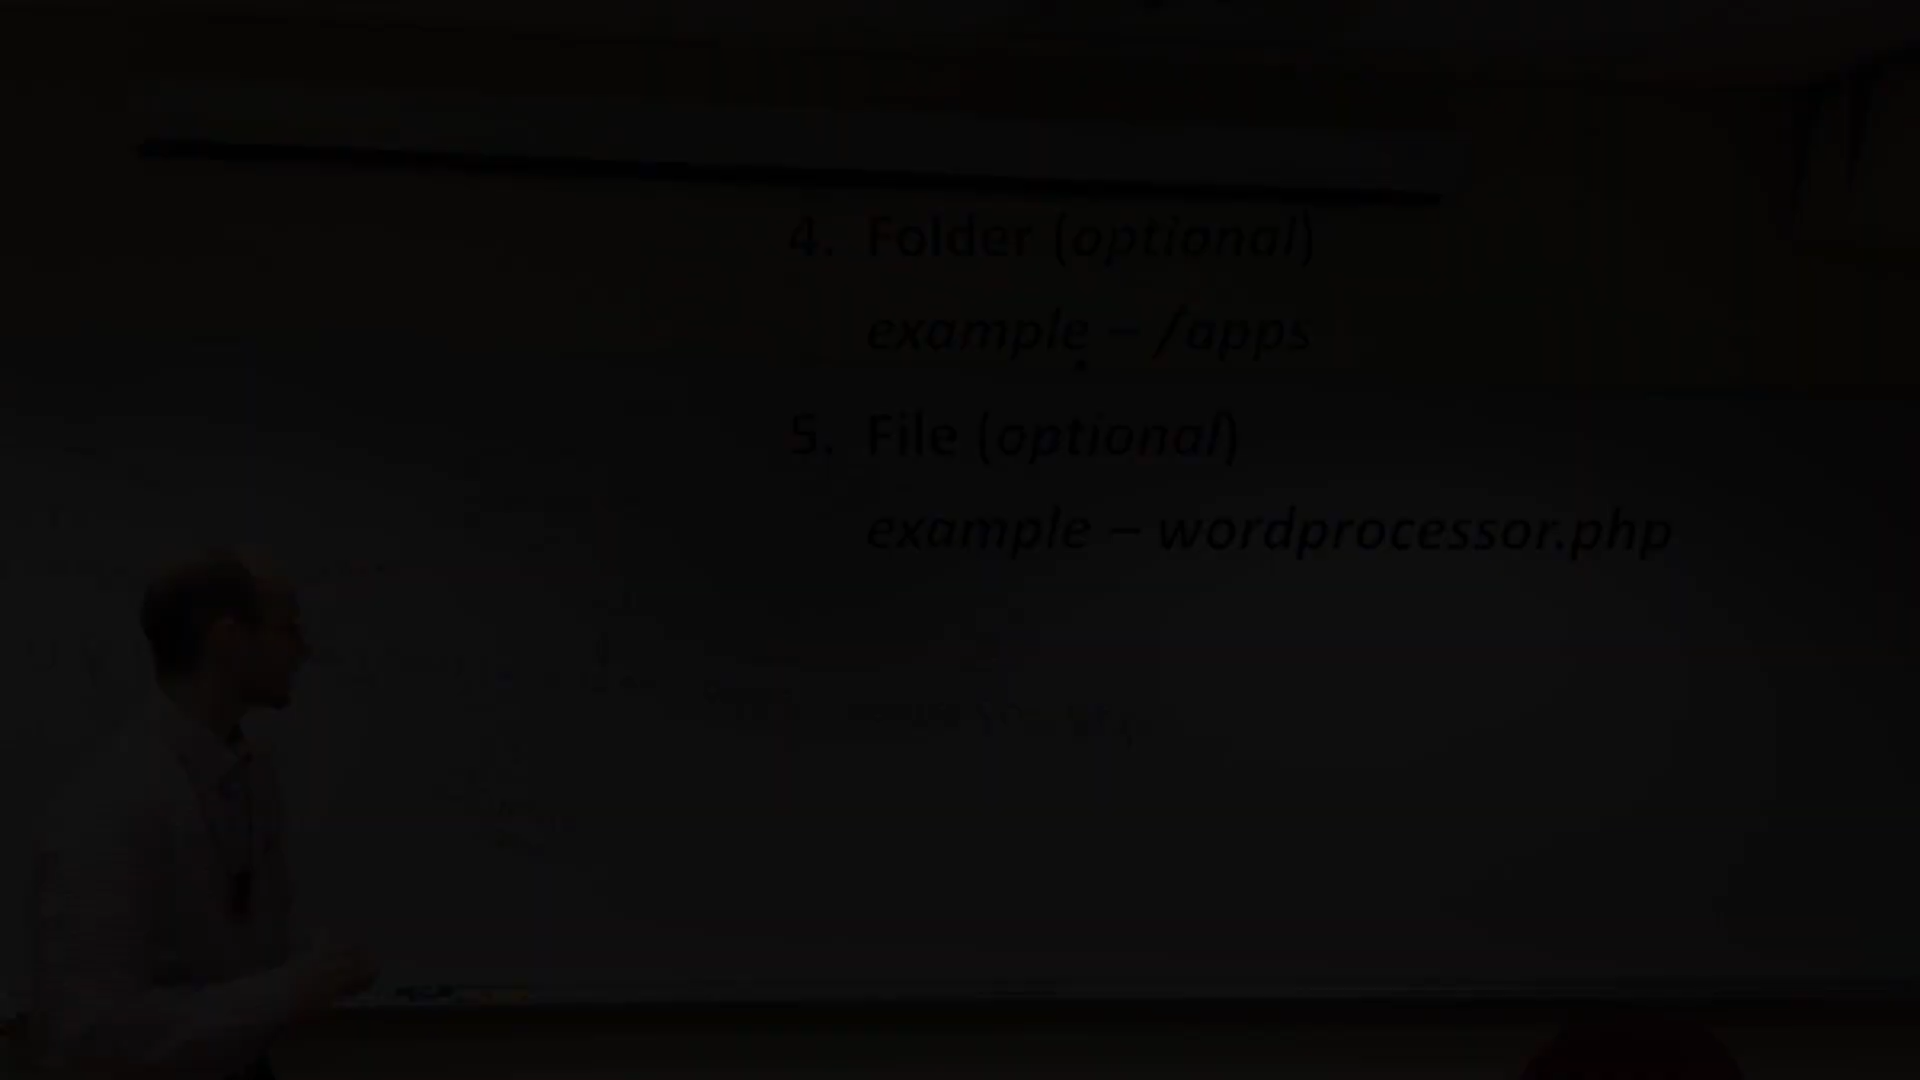 4. Folder (optional)
example – /apps
5. File (optional)
example – wordprocessor.php